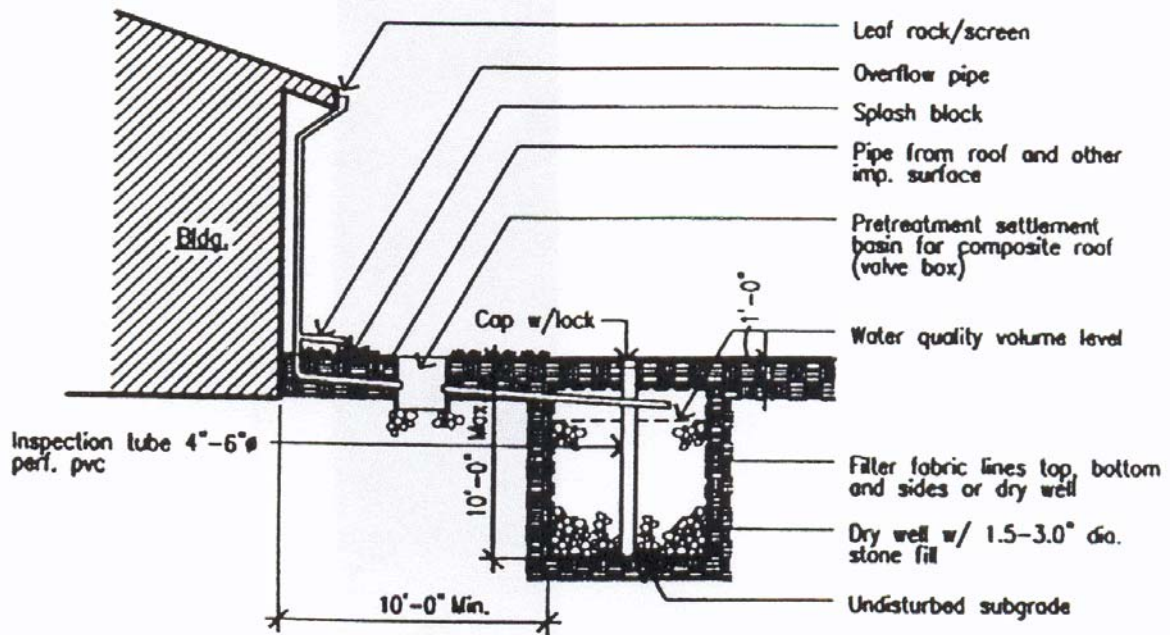 Leaf rock/screen
Overflow pipe
Splash block
Pipe from roof and other
imp. surface
Pretreatment settlement
basin for composite roof
(valve box)
Bldg.
Cap w/lock
1'-0"
Water quality volume level
Inspection tube 4"-6"ø
perf. pvc
10'-0" Max
Filter fabric lines top, bottom
and sides or dry well
Dry well w/ 1.5-3.0" dia.
stone fill
10'-0" Min.
Undisturbed subgrade